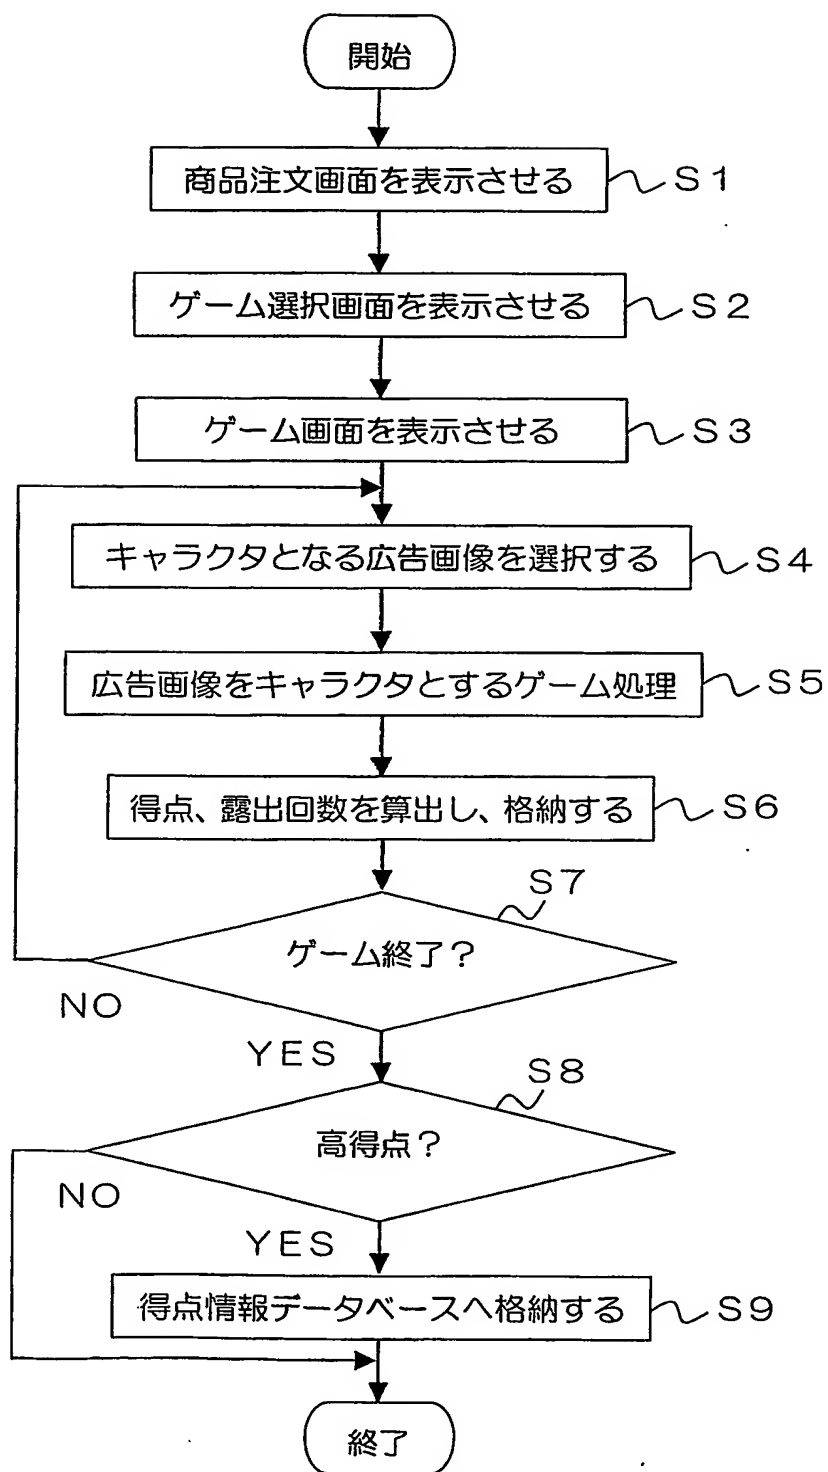 開始
商品注文画面を表示させる S1
ゲーム選択画面を表示させる S2
ゲーム画面を表示させる S3
キャラクタとなる広告画像を選択する S4
広告画像をキャラクタとするゲーム処理 S5
得点、露出回数を算出し、格納する S6
S7
ゲーム終了?
NO
YES
S8
高得点?
NO
YES
得点情報データベースへ格納する S9
終了